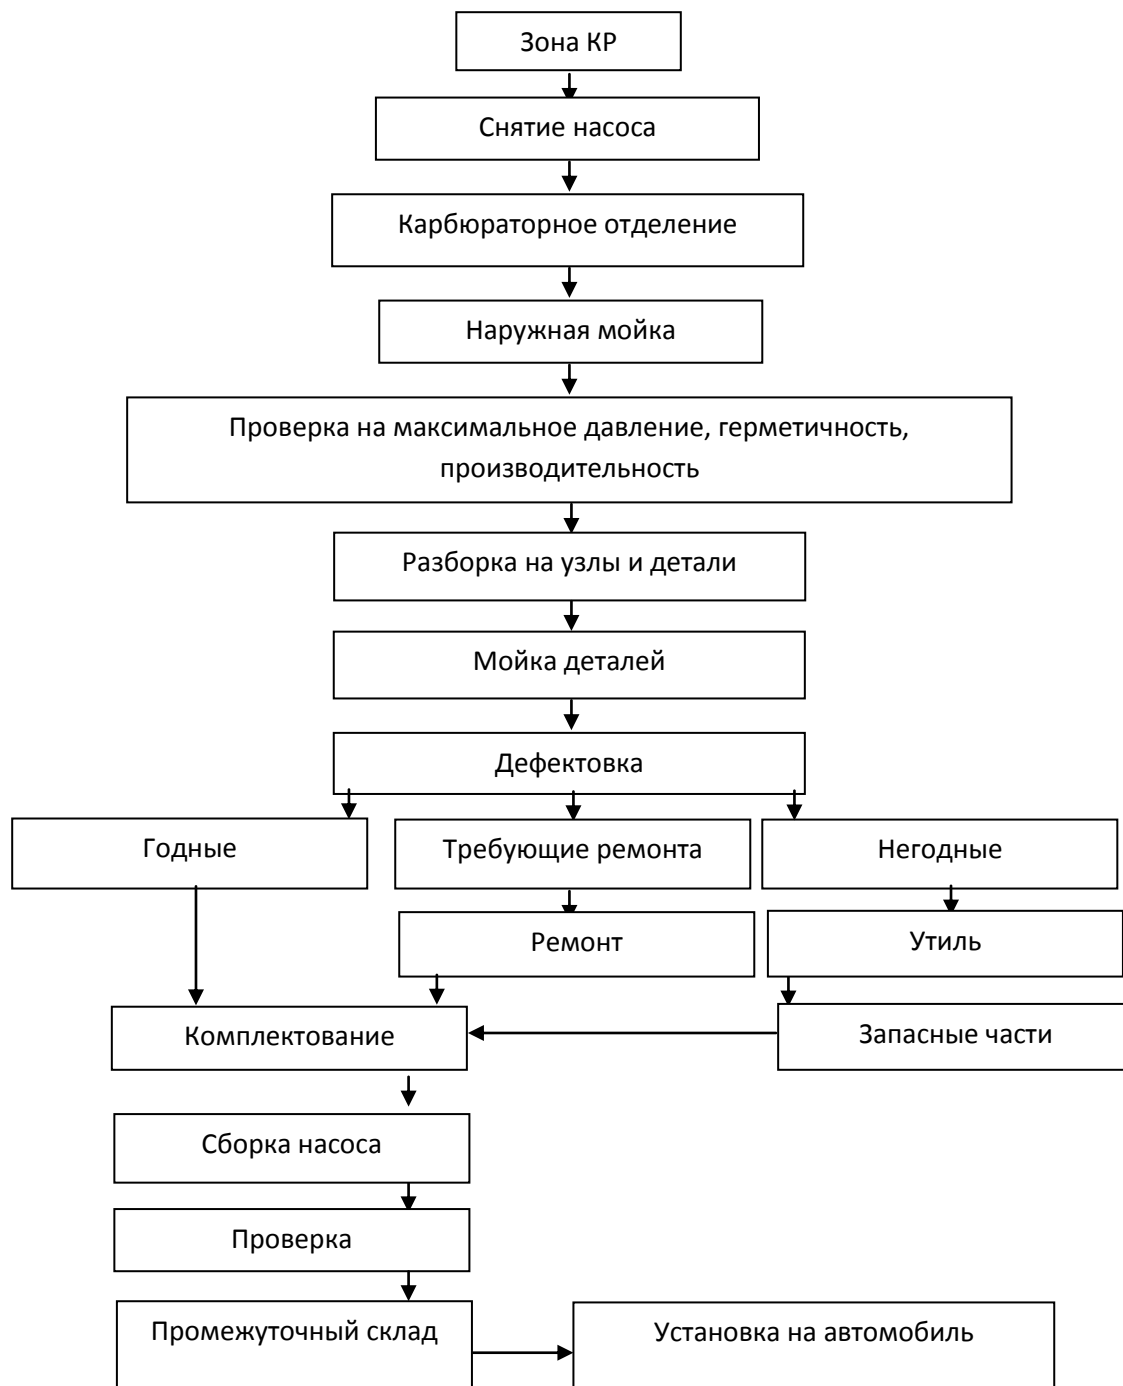 Зона КР
Снятие насоса
Карбюраторное отделение
Наружная мойка
Проверка на максимальное давление, герметичность,
производительность
Разборка на узлы и детали
Мойка деталей
Дефектовка
Годные
Требующие ремонта
Негодные
Ремонт
Утиль
Комплектование
Запасные части
Сборка насоса
Проверка
Промежуточный склад
Установка на автомобиль